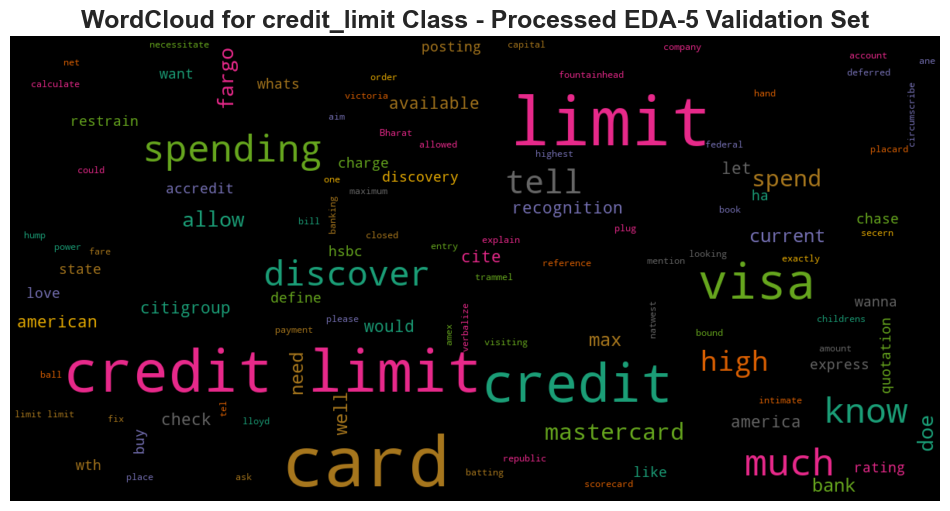 WordCloud for credit_limit Class - Processed EDA-5 Validation Set
necessitate
posting
capital
company
net
want
fargo
whats
order
fountainhead
account
deferred
ane
calculate
victoria
available
limit
hand
circumscribe
restrain
aim
Bharat
allowed
federal
placard
spending
charge
highest
could
discovery
tell
let
spend
accredit
one
maximum
ha
allow
banking
bill
recognition
book
chase
hump
closed
entry
explain
plug
current
secern
power
fare
hsbc
cite
mention
looking
exactly
state
discover
trammel
reference
visa
love
define
wanna
american
citigroup
payment
please
would
amex
verbalize
visiting
max
natwest
bound
childrens
ball
credit limit
need
credit
high
amount
express
quotation
limit limit
fix
tel
check
lloyd
well
intimate
america
know
doe
buy
card
mastercard
much
rating
wth
place
ask
batting
republic
like
scorecard
bank